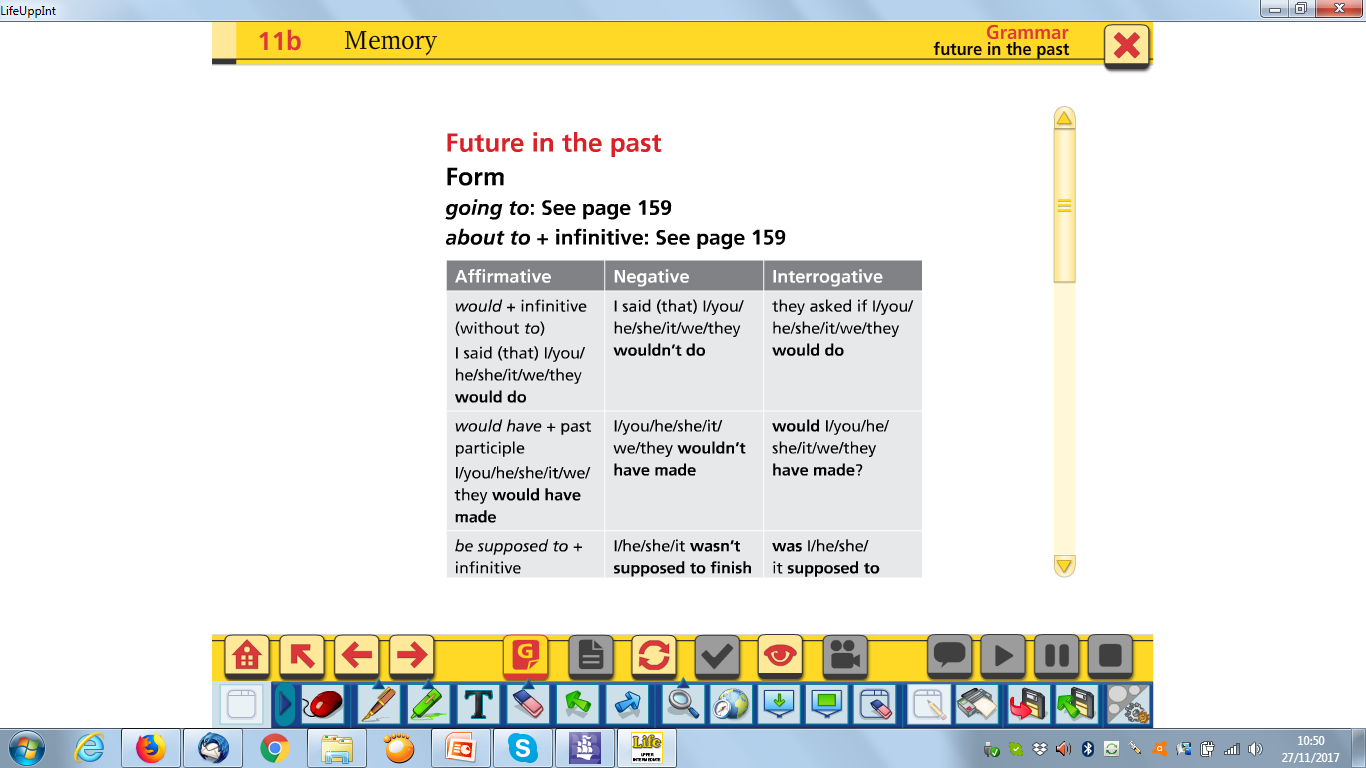 LifeUppInt
11b Memory
Grammar
future in the past
Future in the past
Form
going to: See page 159
about to + infinitive: See page 159
Affirmative Negative Interrogative
would + infinitive
(without to)
I said (that) I/you/
he/she/it/we/they
would do
I said (that) I/you/
he/she/it/we/they
wouldn't do
they asked if I/you/
he/she/it/we/they
would do
would have + past
participle
I/you/he/she/it/we/
they would have
made
I/you/he/she/it/
we/they wouldn't
have made
would I/you/he/
she/it/we/they
have made?
be supposed to +
infinitive
I/he/she/it wasn't
supposed to finish
was I/he/she/
it supposed to
G
T
Life
UPPER
INTERMEDIATE
10:50
27/11/2017